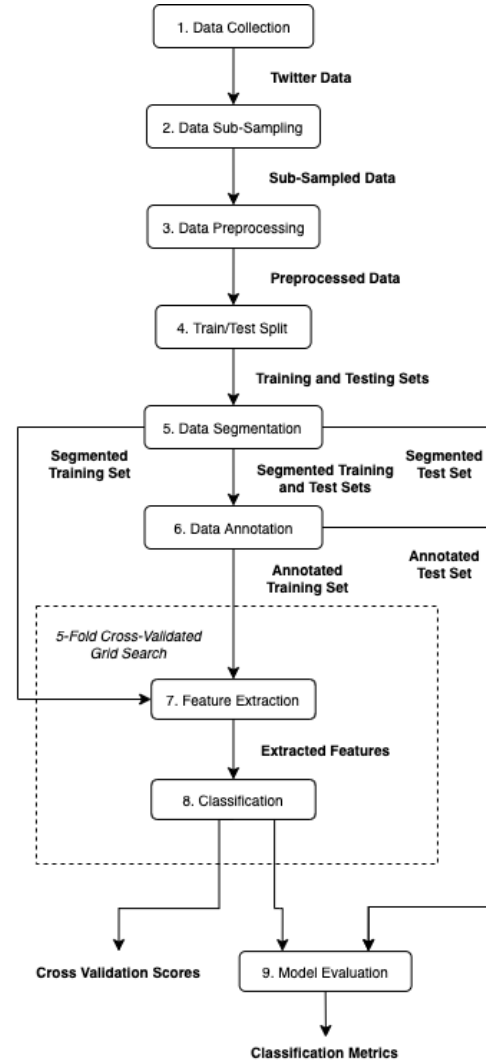 1. Data Collection
Twitter Data
2. Data Sub-Sampling
Sub-Sampled Data
3. Data Preprocessing
Preprocessed Data
4. Train/Test Split
Training and Testing Sets
5. Data Segmentation
Segmented
Training Set
Segmented Training
and Test Sets
Segmented
Test Set
6. Data Annotation
Annotated
Training Set
Annotated
Test Set
5-Fold Cross-Validated
Grid Search
7. Feature Extraction
Extracted Features
8. Classification
Cross Validation Scores
9. Model Evaluation
Classification Metrics